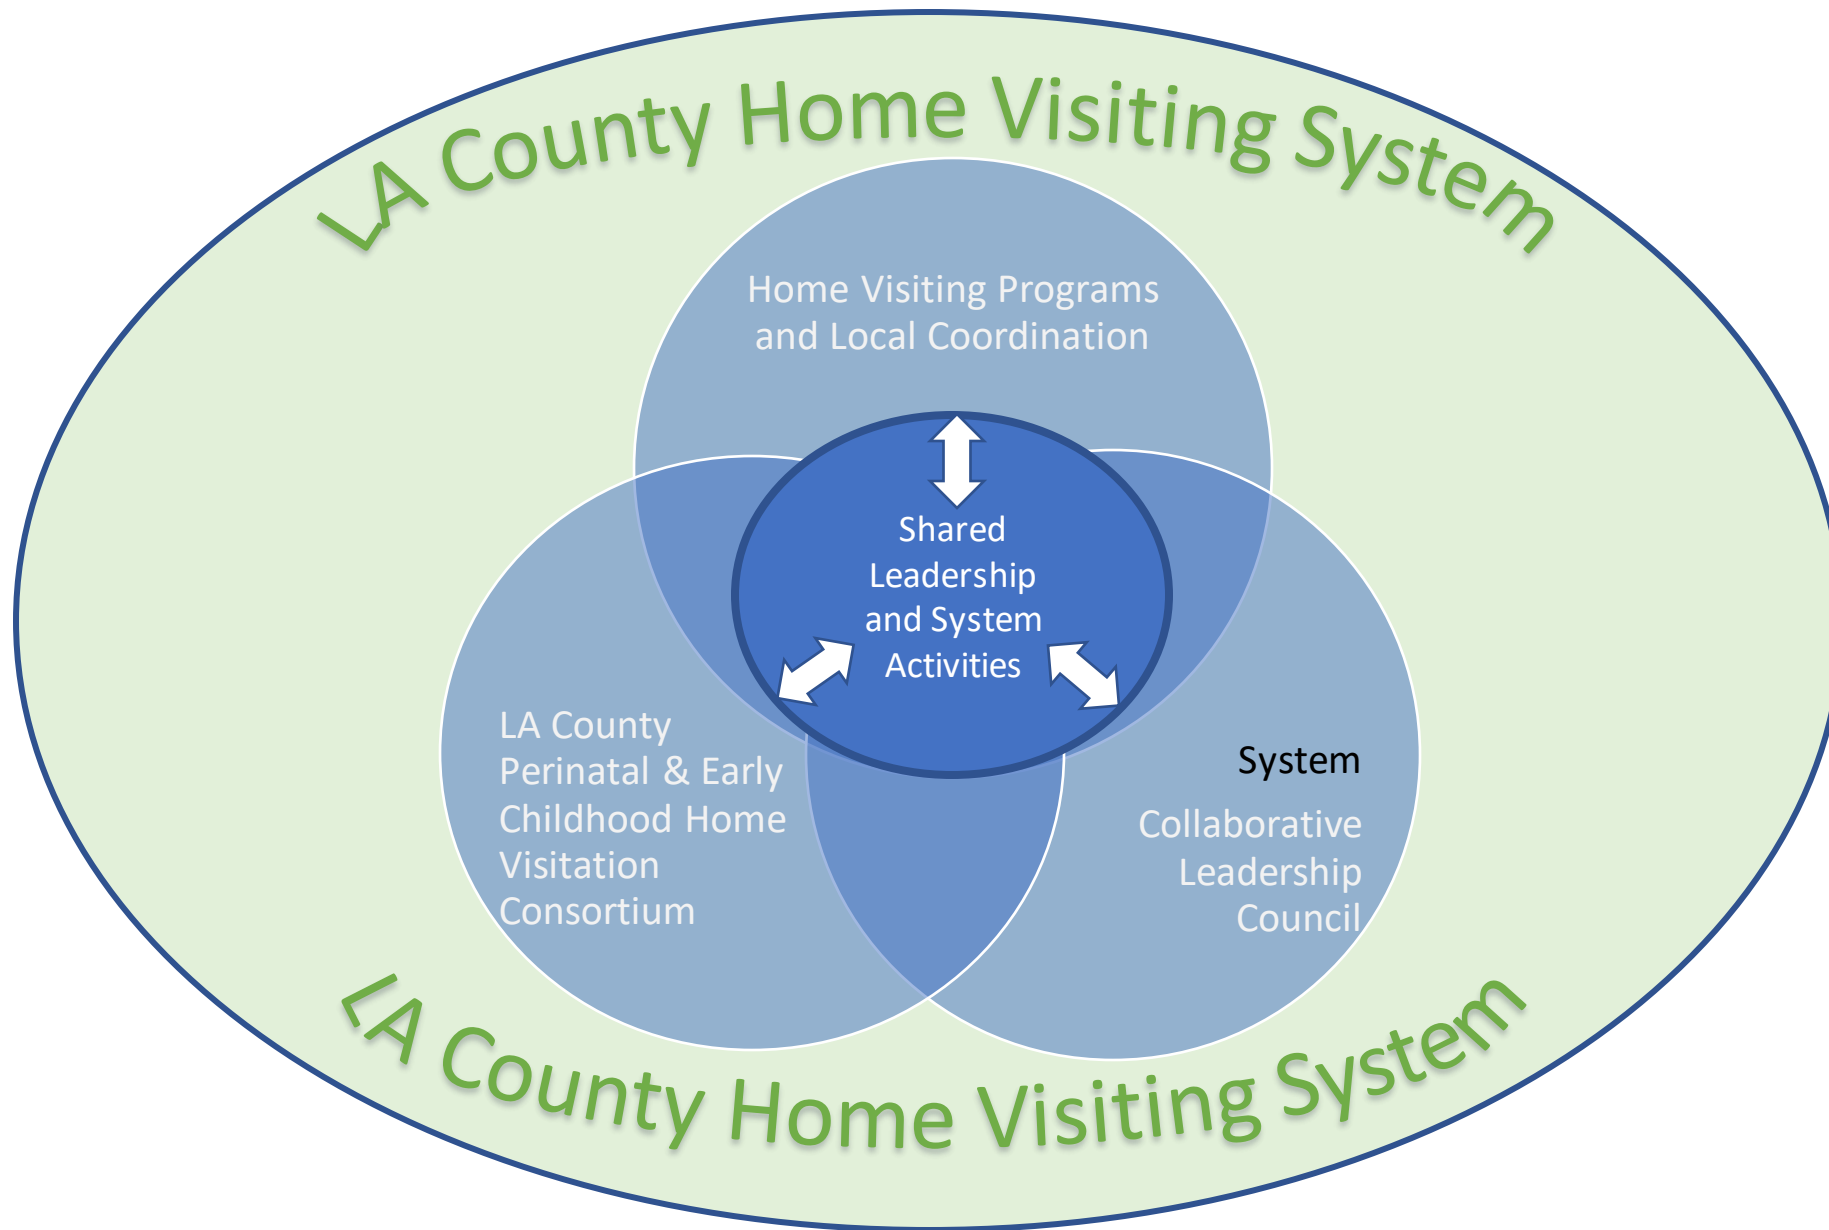 LA County Home Visiting System
Home Visiting Programs
and Local Coordination
Shared
Leadership
and System
Activities
LA County
Perinatal & Early
Childhood Home
Visitation
Consortium
System
Collaborative
Leadership
Council
LA County Home Visiting System